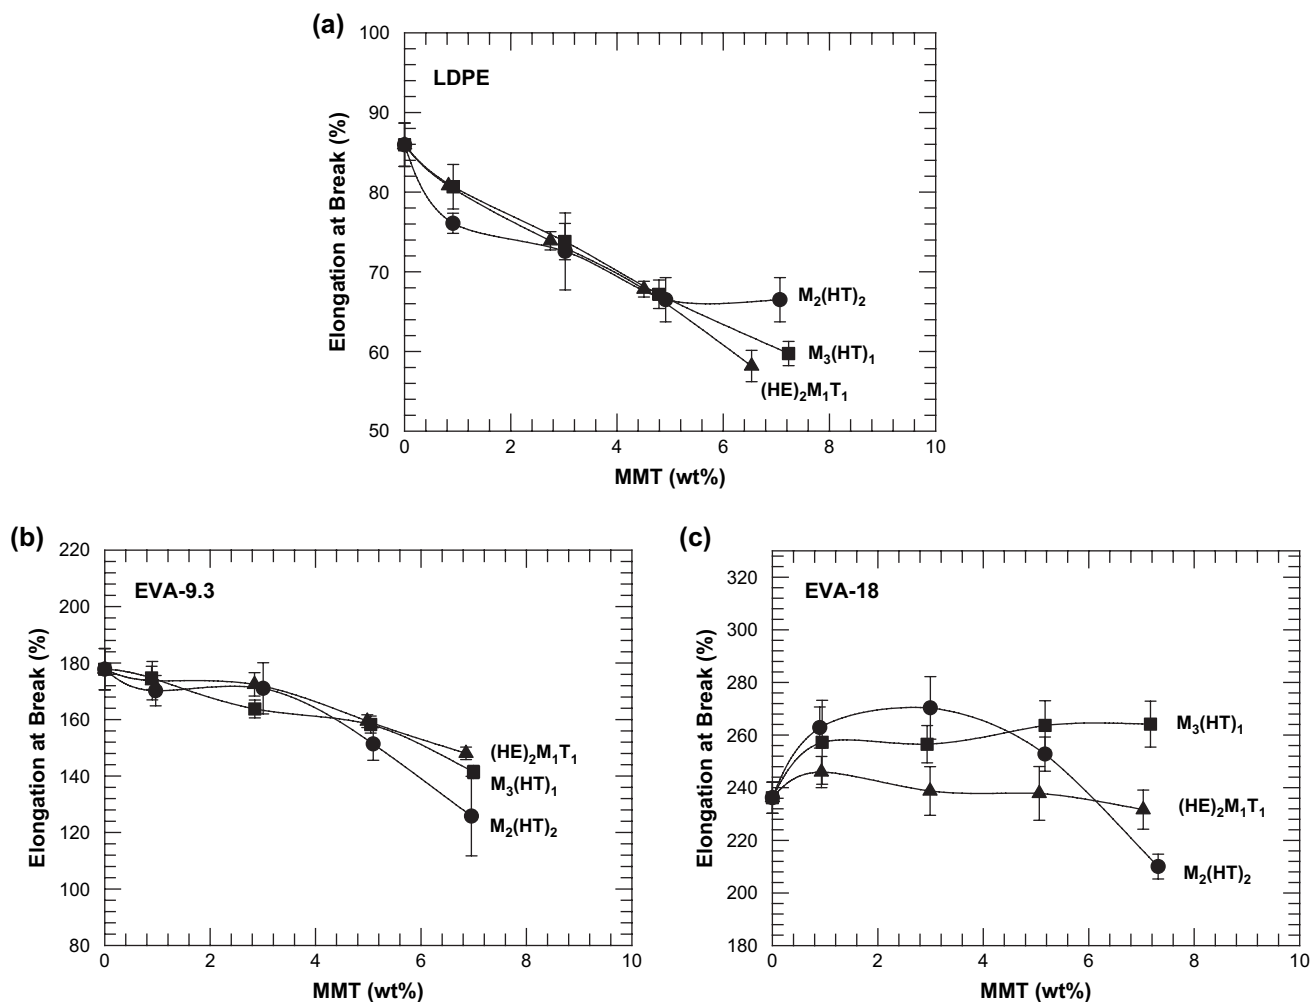 (a)
100
90
80
70
60
50
Elongation at Break (%)
LDPE
M₂(HT)₂
M₃(HT)₁
(HE)₂M₁T₁
0 2 4 6 8 10
MMT (wt%)
(b)
220
200
180
160
140
120
100
80
Elongation at Break (%)
EVA-9.3
(HE)₂M₁T₁
M₃(HT)₁
M₂(HT)₂
0 2 4 6 8 10
MMT (wt%)
(c)
320
300
280
260
240
220
200
180
Elongation at Break (%)
EVA-18
M₃(HT)₁
(HE)₂M₁T₁
M₂(HT)₂
0 2 4 6 8 10
MMT (wt%)